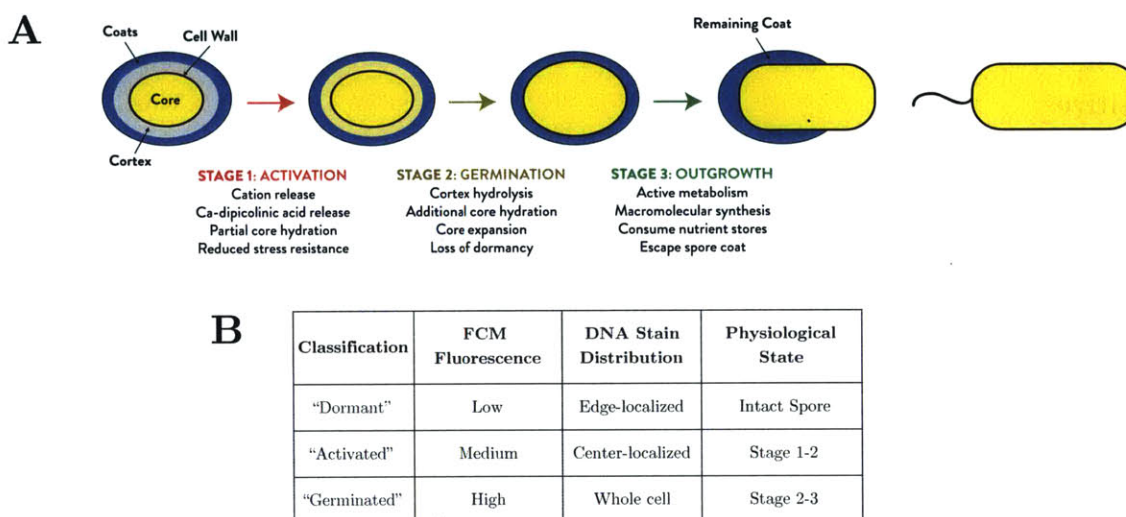 A
Coats
Cell Wall
Core
Cortex
Remaining Coat
STAGE 1: ACTIVATION
Cation release
Ca-dipicolinic acid release
Partial core hydration
Reduced stress resistance
STAGE 2: GERMINATION
Cortex hydrolysis
Additional core hydration
Core expansion
Loss of dormancy
STAGE 3: OUTGROWTH
Active metabolism
Macromolecular synthesis
Consume nutrient stores
Escape spore coat
B
Classification
FCM
Fluorescence
DNA Stain
Distribution
Physiological
State
“Dormant” Low Edge-localized Intact Spore
“Activated” Medium Center-localized Stage 1-2
“Germinated” High Whole cell Stage 2-3